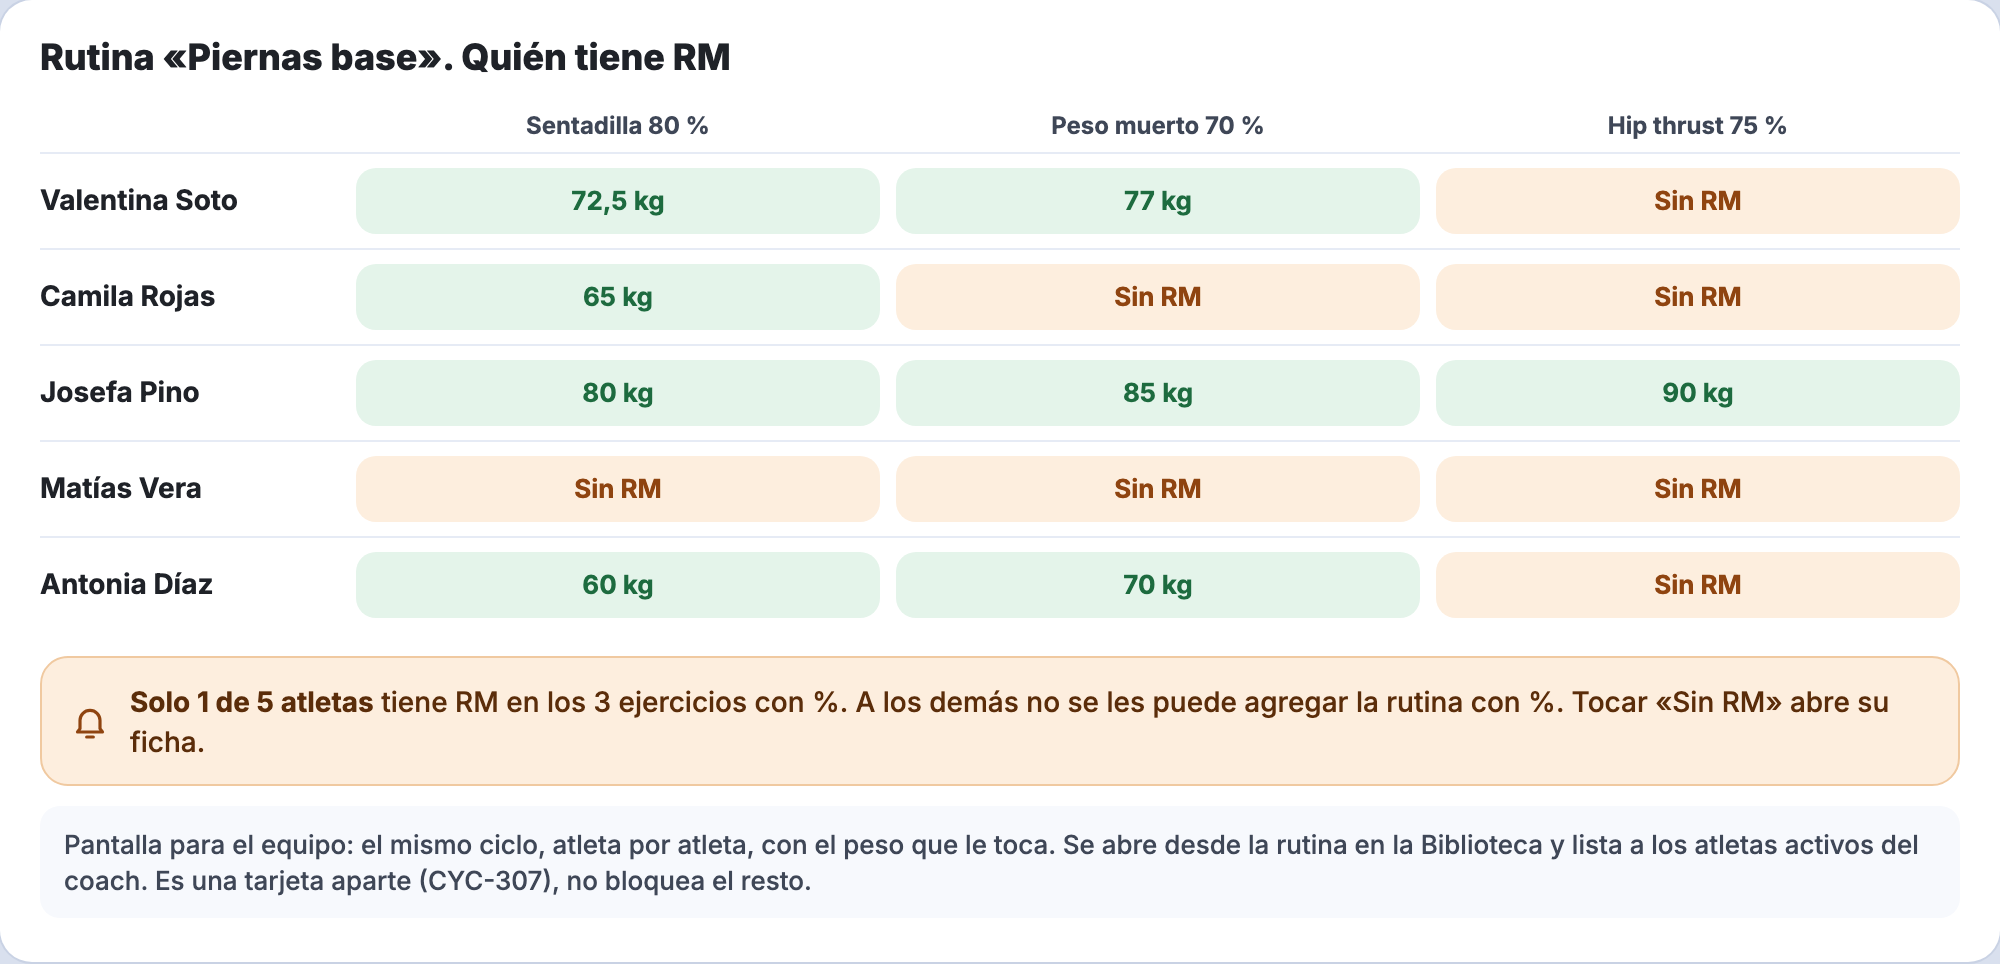 Rutina «Piernas base». Quién tiene RM
Sentadilla 80 % Peso muerto 70 % Hip thrust 75 %
Valentina Soto 72,5 kg 77 kg Sin RM
Camila Rojas 65 kg Sin RM Sin RM
Josefa Pino 80 kg 85 kg 90 kg
Matías Vera Sin RM Sin RM Sin RM
Antonia Díaz 60 kg 70 kg Sin RM
Solo 1 de 5 atletas tiene RM en los 3 ejercicios con %. A los demás no se les puede agregar la rutina con %. Tocar «Sin RM» abre su
ficha.
Pantalla para el equipo: el mismo ciclo, atleta por atleta, con el peso que le toca. Se abre desde la rutina en la Biblioteca y lista a los atletas activos del
coach. Es una tarjeta aparte (CYC-307), no bloquea el resto.